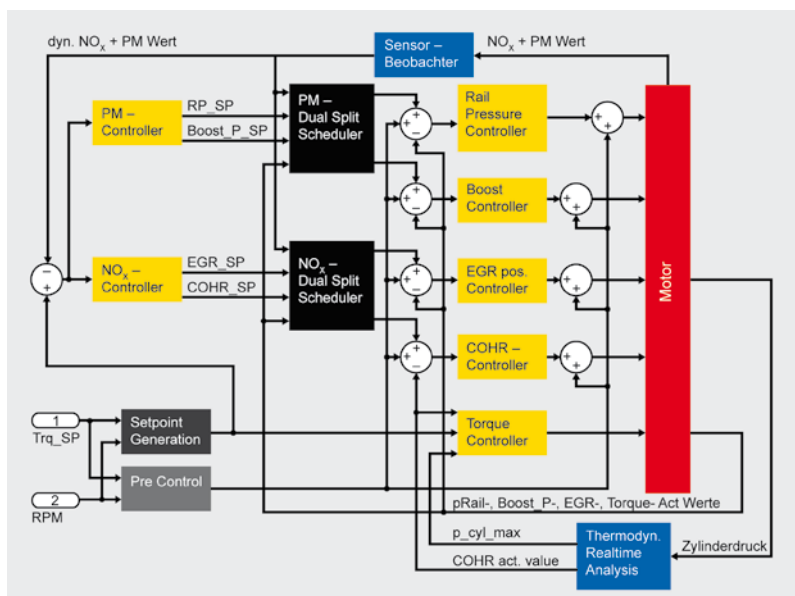 dyn. NOx + PM Wert
Sensor –
Beobachter
NOx + PM Wert
PM –
Controller
RP_SP
Boost_P_SP
PM –
Dual Split
Scheduler
+
+
–
Rail
Pressure
Controller
+
+
+
+
–
Boost
Controller
+
+
–
+
NOx –
Controller
EGR_SP
COHR_SP
NOx –
Dual Split
Scheduler
+
+
–
EGR pos.
Controller
+
+
Motor
+
+
–
COHR –
Controller
+
+
1
Trq_SP
Setpoint
Generation
Torque
Controller
2
RPM
Pre Control
pRail-, Boost_P-, EGR-, Torque- Act Werte
p_cyl_max
COHR act. value
Thermodyn.
Realtime
Analysis
Zylinderdruck